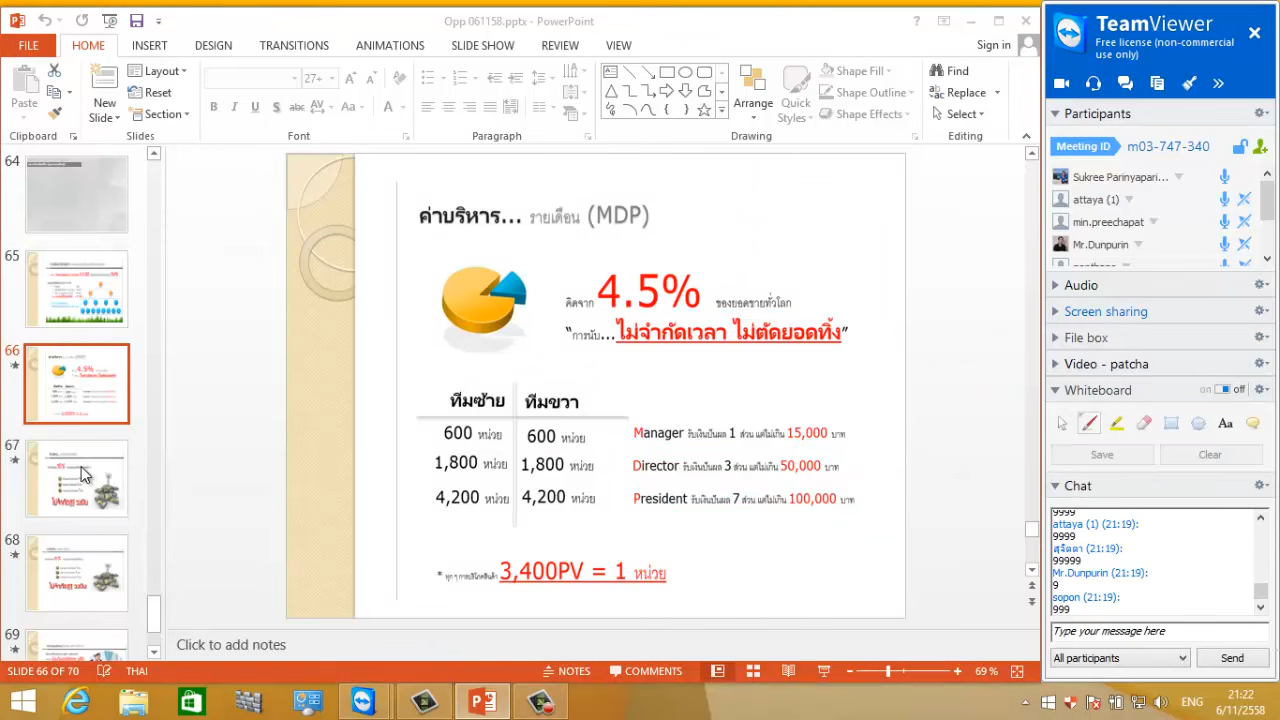 Opp 061158.pptx - PowerPoint
FILE HOME INSERT DESIGN TRANSITIONS ANIMATIONS SLIDE SHOW REVIEW VIEW Sign in
Paste
New Slide
Layout
Reset
Section
27+
Arrange
Quick Styles
Shape Fill
Shape Outline
Shape Effects
Find
Replace
Select
Clipboard Slides Font Paragraph Drawing Editing
64
65
66
67
68
69
ค่าบริหาร... รายเดือน (MDP)
คิดจาก 4.5% ของยอดขายทั่วโลก
“การนับ...ไม่จำกัดเวลา ไม่ตัดยอดทิ้ง”
ทีมซ้าย ทีมขวา
600 หน่วย 600 หน่วย Manager รับเงินปันผล 1 ส่วน แต่ไม่เกิน 15,000 บาท
1,800 หน่วย 1,800 หน่วย Director รับเงินปันผล 3 ส่วน แต่ไม่เกิน 50,000 บาท
4,200 หน่วย 4,200 หน่วย President รับเงินปันผล 7 ส่วน แต่ไม่เกิน 100,000 บาท
3,400PV = 1 หน่วย
Click to add notes
SLIDE 66 OF 70 THAI NOTES COMMENTS 69 %
TeamViewer
Free license (non-commercial
use only)
Participants
Meeting ID m03-747-340
Sukree Parinyapari...
attaya (1)
min.preechapat
Mr.Dunpurin
Audio
Screen sharing
File box
Video - patcha
Whiteboard on off
Aa
Save Clear
Chat
9999
attaya (1) (21:19):
9999
สุจิตตา (21:19):
99999
Mr.Dunpurin (21:19):
9
sopon (21:19):
999
Type your message here
All participants Send
ENG
21:22
6/11/2558